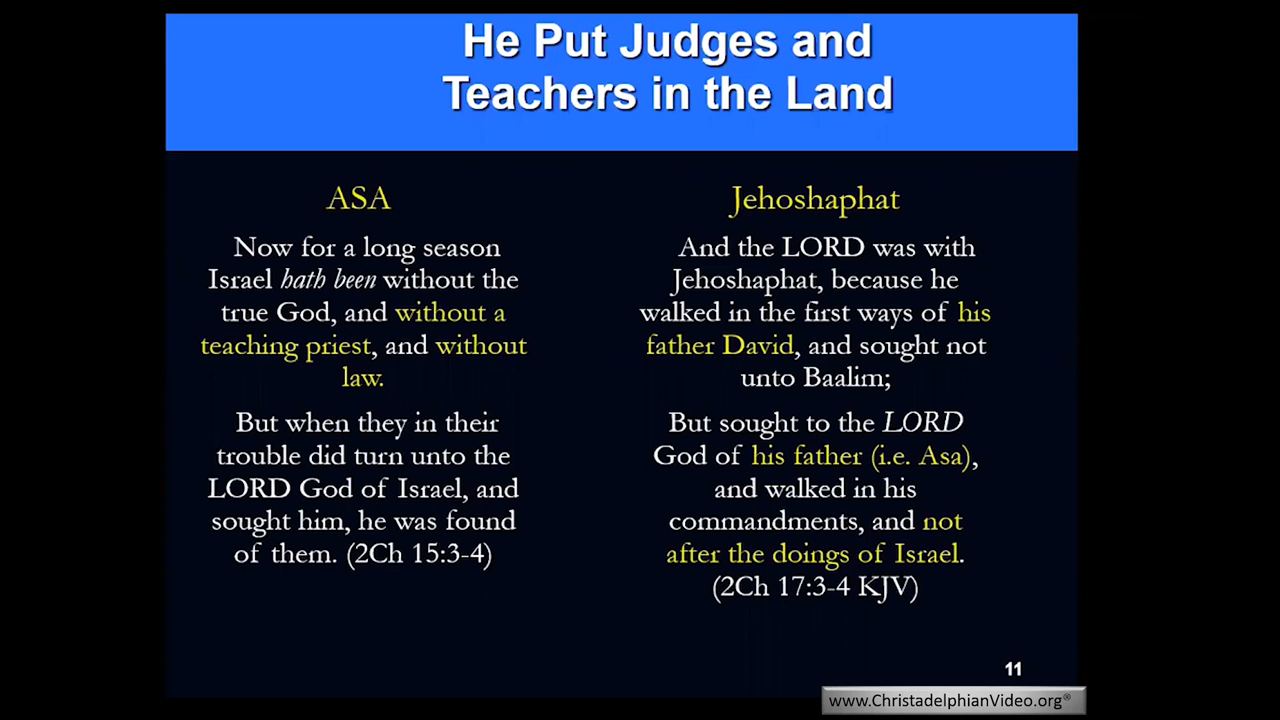 He Put Judges and
Teachers in the Land
ASA
Now for a long season
Israel hath been without the
true God, and without a
teaching priest, and without
law.
But when they in their
trouble did turn unto the
LORD God of Israel, and
sought him, he was found
of them. (2Ch 15:3-4)
Jehoshaphat
And the LORD was with
Jehoshaphat, because he
walked in the first ways of his
father David, and sought not
unto Baalim;
But sought to the LORD
God of his father (i.e. Asa),
and walked in his
commandments, and not
after the doings of Israel.
(2Ch 17:3-4 KJV)
11
www.ChristadelphianVideo.org®